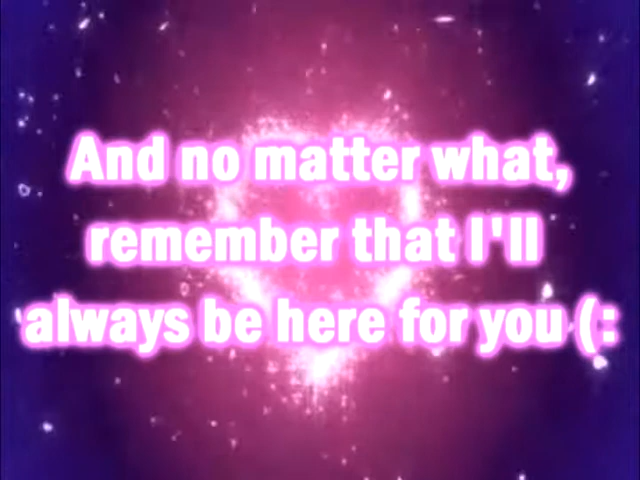 And no matter what,
remember that I'll
always be here for you (: